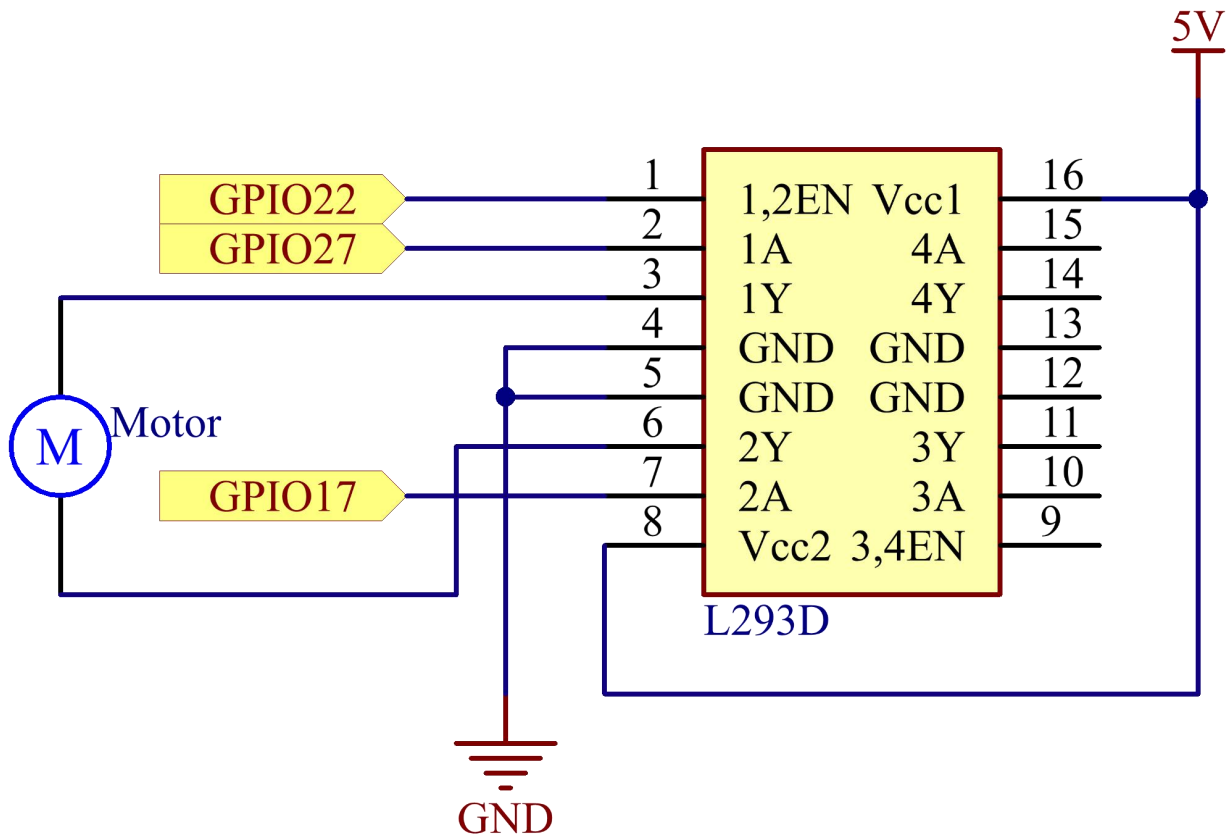 5V
1
16
GPIO22
1,2EN
Vcc1
2
15
GPIO27
1A
4A
3
14
1Y
4Y
4
13
GND
GND
5
12
GND
GND
Motor
6
11
M
2Y
3Y
7
10
GPIO17
2A
3A
8
9
Vcc2
3,4EN
L293D
GND